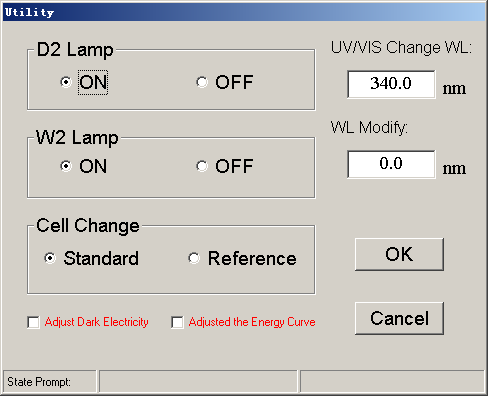 Utility
D2 Lamp
ON OFF
UV/VIS Change WL:
340.0 nm
W2 Lamp
ON OFF
WL Modify:
0.0 nm
Cell Change
Standard Reference
OK
Adjust Dark Electricity Adjusted the Energy Curve
Cancel
State Prompt: